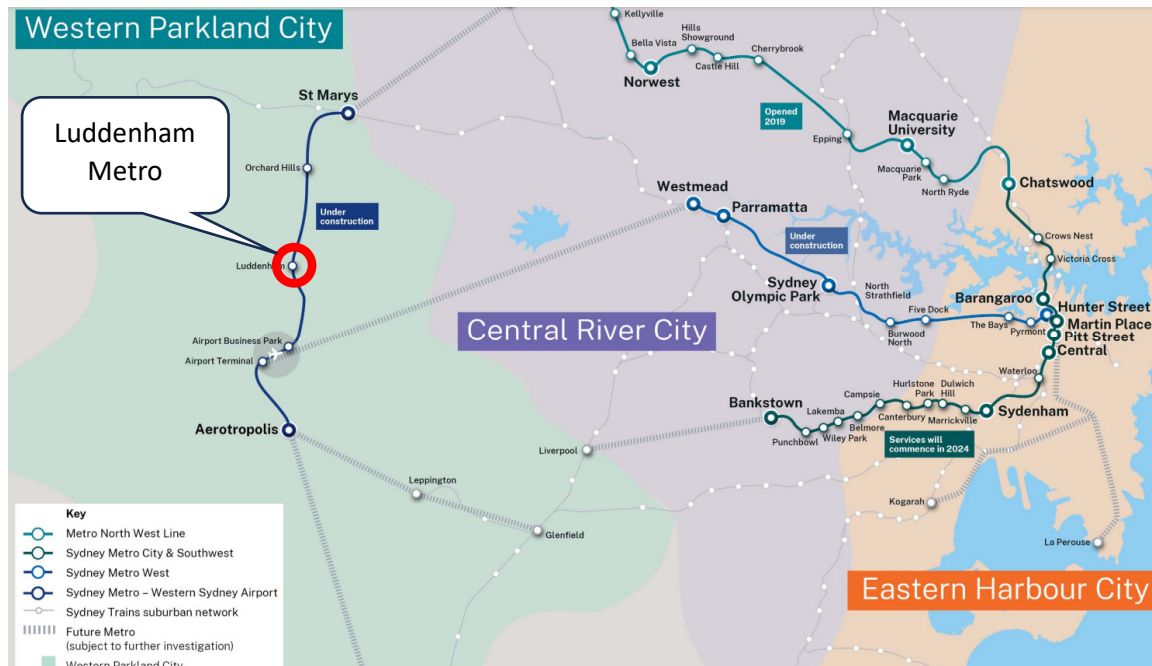 Western Parkland City
Kellyville
Bella Vista
Hills
Showground
Castle Hill
Cherrybrook
Norwest
St Marys
Luddenham
Metro
Opened
2019
Epping
Macquarie
University
Macquarie
Park
North Ryde
Chatswood
Orchard Hills
Westmead
Parramatta
Under
construction
Under
construction
Crows Nest
Victoria Cross
Luddenham
Sydney
Olympic Park
North
Strathfield
Barangaroo
Hunter Street
Martin Place
Pitt Street
Central
Five Dock
The Bays
Pyrmont
Burwood
North
Central River City
Airport Business Park
Airport Terminal
Waterloo
Bankstown
Campsie
Hurlstone
Park
Dulwich
Hill
Lakemba
Canterbury
Marrickville
Sydenham
Belmore
Wiley Park
Punchbowl
Aerotropolis
Services will
commence in 2024
Liverpool
Leppington
Kogarah
Glenfield
La Perouse
Eastern Harbour City
Key
Metro North West Line
Sydney Metro City & Southwest
Sydney Metro West
Sydney Metro – Western Sydney Airport
Sydney Trains suburban network
Future Metro
(subject to further investigation)
Western Parkland City